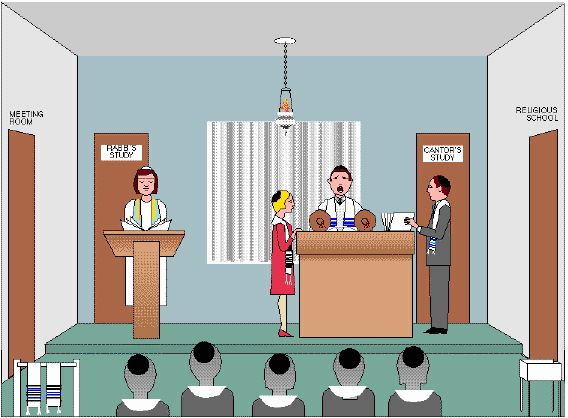 MEETING
ROOM
RABBI'S
STUDY
CANTOR'S
STUDY
RELIGIOUS
SCHOOL